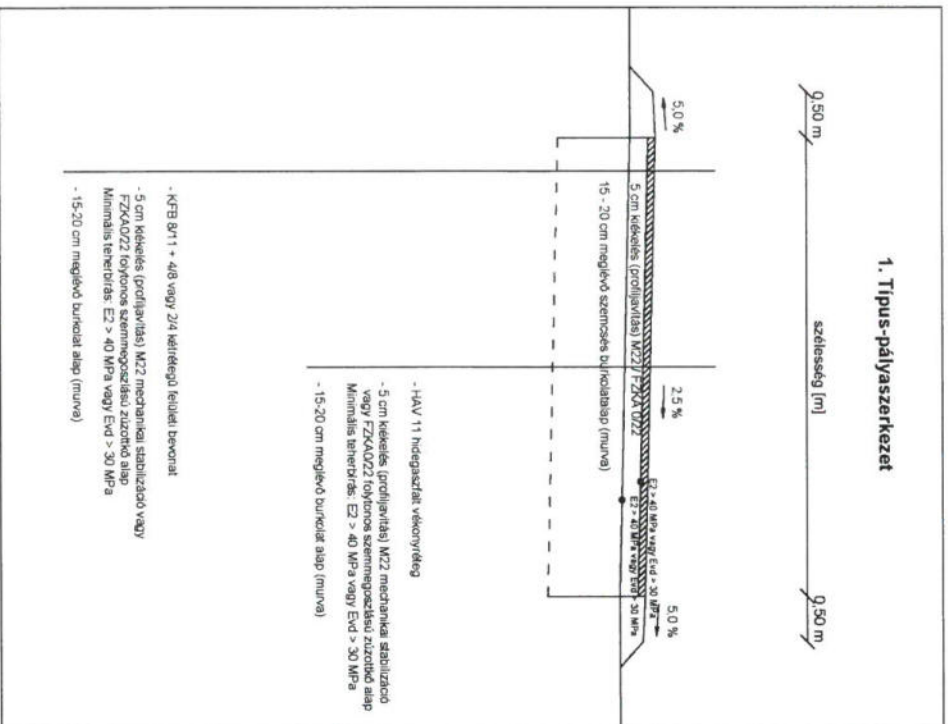 1. Típus-pályaszerkezet
0,50 m
szélesség [m]
0,50 m
5,0 %
2,5 %
5,0 %
E2 > 40 MPa vagy Evd > 30 MPa
5 cm kiékelés (profiljavítás) M22 / FZKA 0/22
E2 > 40 MPa vagy Evd > 30 MPa
15 - 20 cm meglévő szemcsés burkolatalap (murva)
- HAV 11 hidegaszfalt vékonyréteg
- 5 cm kiékelés (profiljavítás) M22 mechanikai stabilizáció
vagy FZKA0/22 folytonos szemmegoszlású zúzottkő alap
Minimális teherbírás: E2 > 40 MPa vagy Evd > 30 MPa
- 15-20 cm meglévő burkolat alap (murva)
- KFB 8/11 + 4/8 vagy 2/4 kétrétegű felületi bevonat
- 5 cm kiékelés (profiljavítás) M22 mechanikai stabilizáció vagy
FZKA0/22 folytonos szemmegoszlású zúzottkő alap
Minimális teherbírás: E2 > 40 MPa vagy Evd > 30 MPa
- 15-20 cm meglévő burkolat alap (murva)